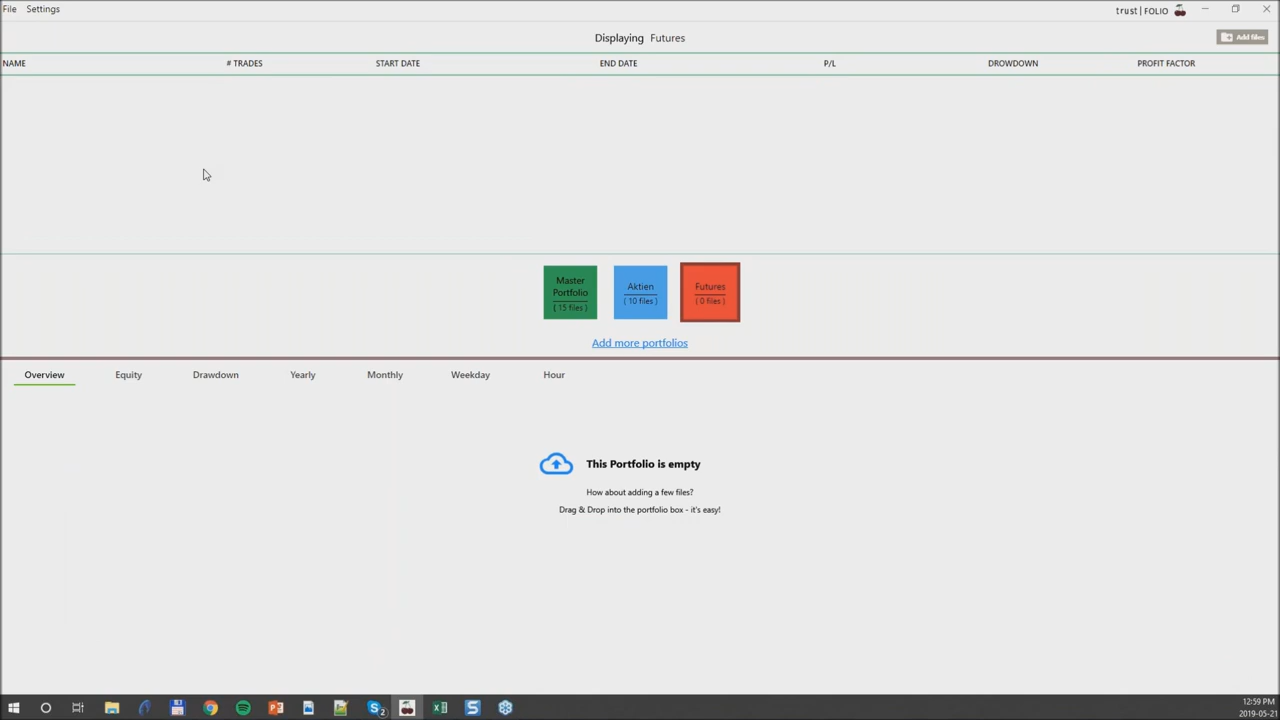 File Settings trust | FOLIO
Displaying Futures Add files
NAME # TRADES START DATE END DATE P/L DROWDOWN PROFIT FACTOR
Master
Portfolio
( 15 files )
Aktien
( 10 files )
Futures
( 0 files )
Add more portfolios
Overview Equity Drawdown Yearly Monthly Weekday Hour
This Portfolio is empty
How about adding a few files?
Drag & Drop into the portfolio box - it's easy!
2
12:59 PM
2019-05-21